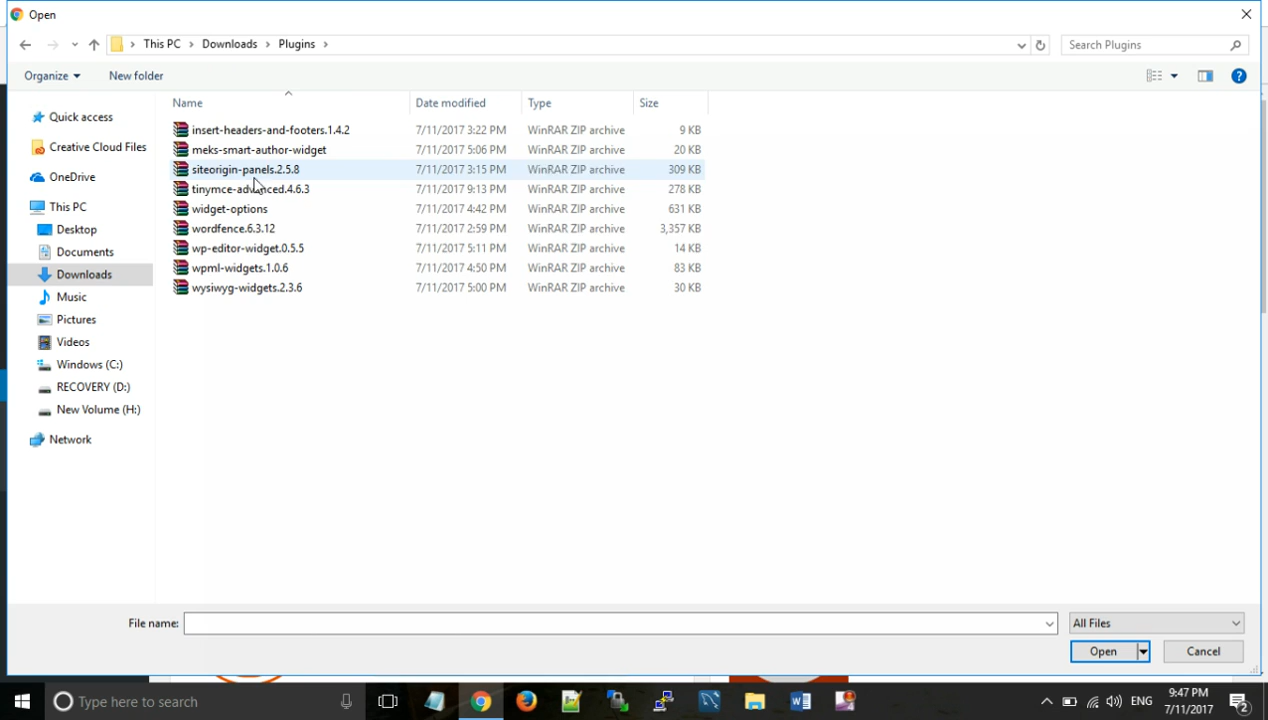 Open
This PC Downloads Plugins Search Plugins
Organize New folder
Name Date modified Type Size
Quick access
Creative Cloud Files
OneDrive
This PC
Desktop
Documents
Downloads
Music
Pictures
Videos
Windows (C:)
RECOVERY (D:)
New Volume (H:)
Network
insert-headers-and-footers.1.4.2 7/11/2017 3:22 PM WinRAR ZIP archive 9 KB
meks-smart-author-widget 7/11/2017 5:06 PM WinRAR ZIP archive 20 KB
siteorigin-panels.2.5.8 7/11/2017 3:15 PM WinRAR ZIP archive 309 KB
tinymce-advanced.4.6.3 7/11/2017 9:13 PM WinRAR ZIP archive 278 KB
widget-options 7/11/2017 4:42 PM WinRAR ZIP archive 631 KB
wordfence.6.3.12 7/11/2017 2:59 PM WinRAR ZIP archive 3,357 KB
wp-editor-widget.0.5.5 7/11/2017 5:11 PM WinRAR ZIP archive 14 KB
wpml-widgets.1.0.6 7/11/2017 4:50 PM WinRAR ZIP archive 83 KB
wysiwyg-widgets.2.3.6 7/11/2017 5:00 PM WinRAR ZIP archive 30 KB
File name: All Files
Open Cancel
Type here to search
ENG 9:47 PM
7/11/2017 2